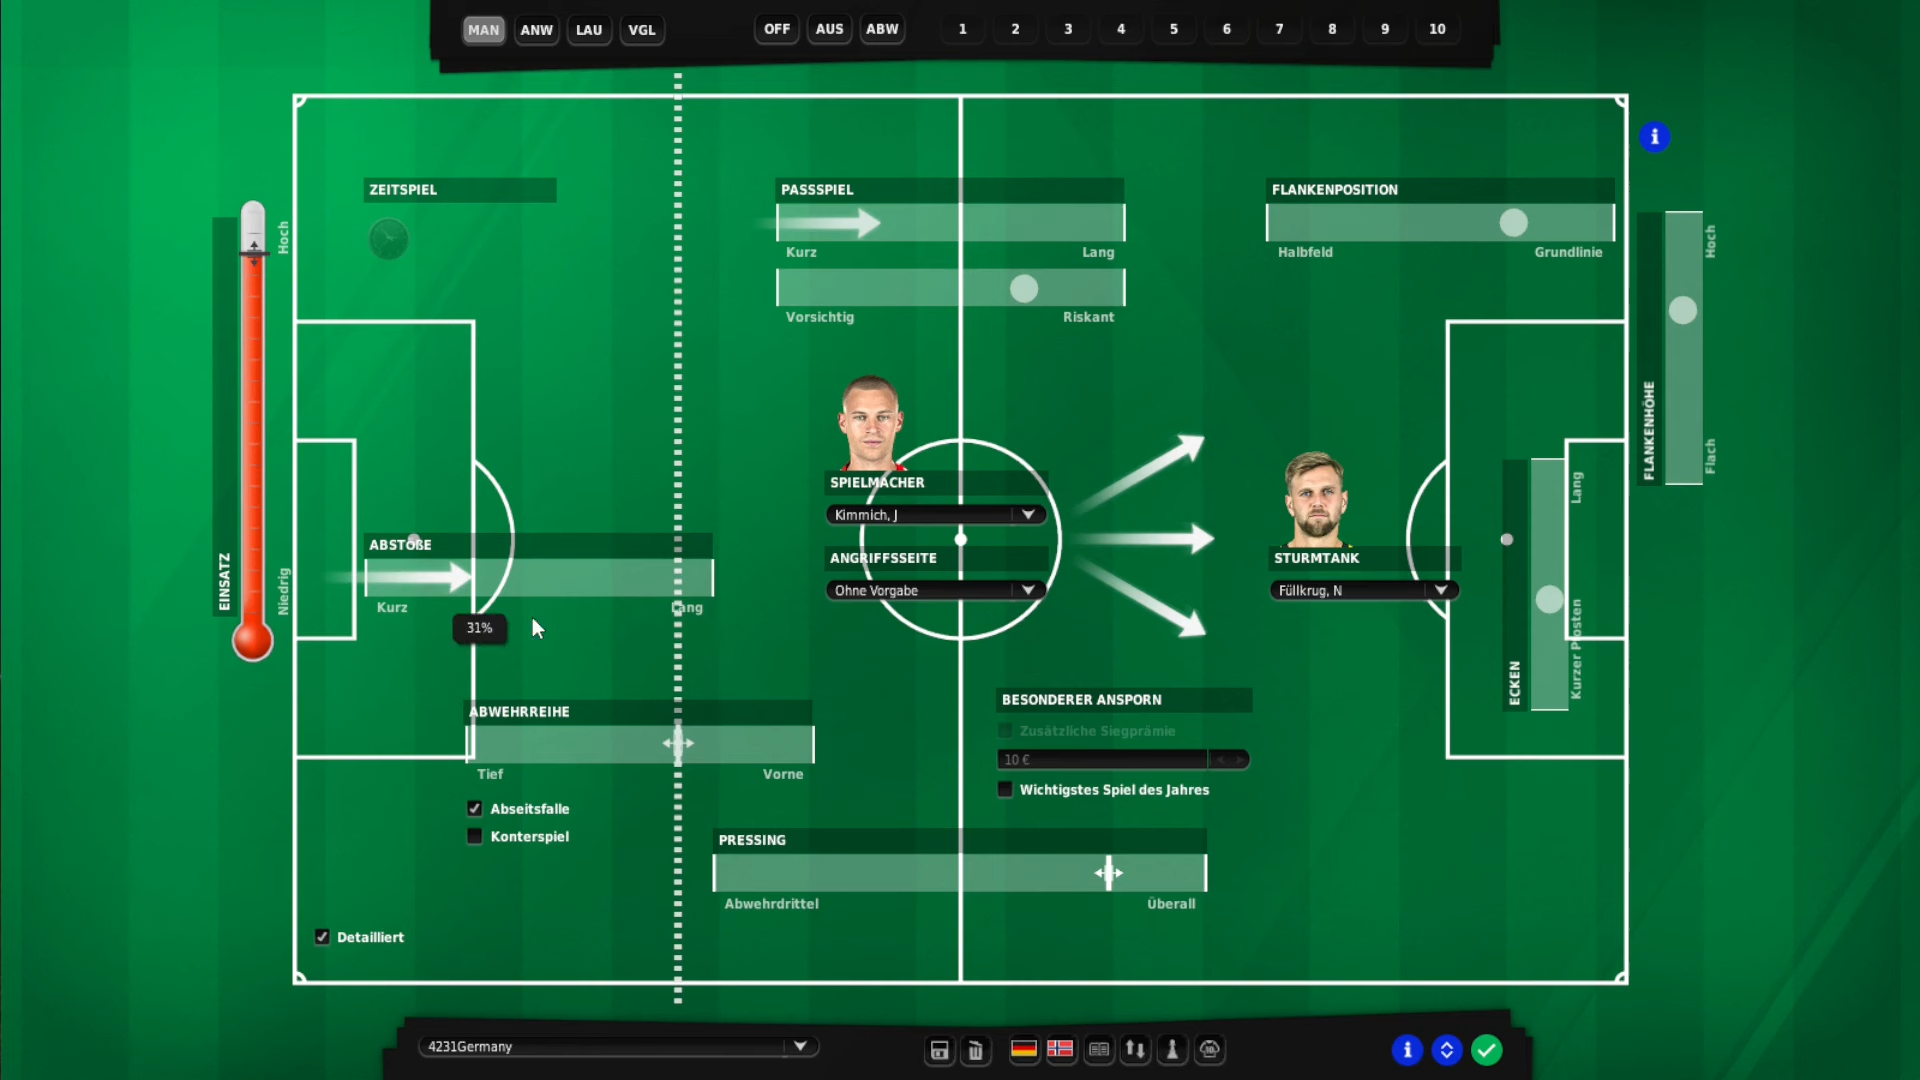 MAN ANW LAU VGL OFF AUS ABW 1 2 3 4 5 6 7 8 9 10
ZEITSPIEL
PASSSPIEL
Kurz Lang
Vorsichtig Riskant
FLANKENPOSITION
Halbfeld Grundlinie
EINSATZ
Hoch
Niedrig
FLANKENHÖHE
Hoch
Flach
SPIELMACHER
Kimmich, J
ANGRIFFSSEITE
Ohne Vorgabe
STURMTANK
Füllkrug, N
ABSTÖßE
Kurz Lang
31%
ECKEN
Lang
Kurzer Pfosten
ABWEHRREIHE
Tief Vorne
Abseitsfalle
Konterspiel
BESONDERER ANSPORN
Zusätzliche Siegprämie
10 €
Wichtigstes Spiel des Jahres
PRESSING
Abwehrdrittel Überall
Detailliert
4231Germany